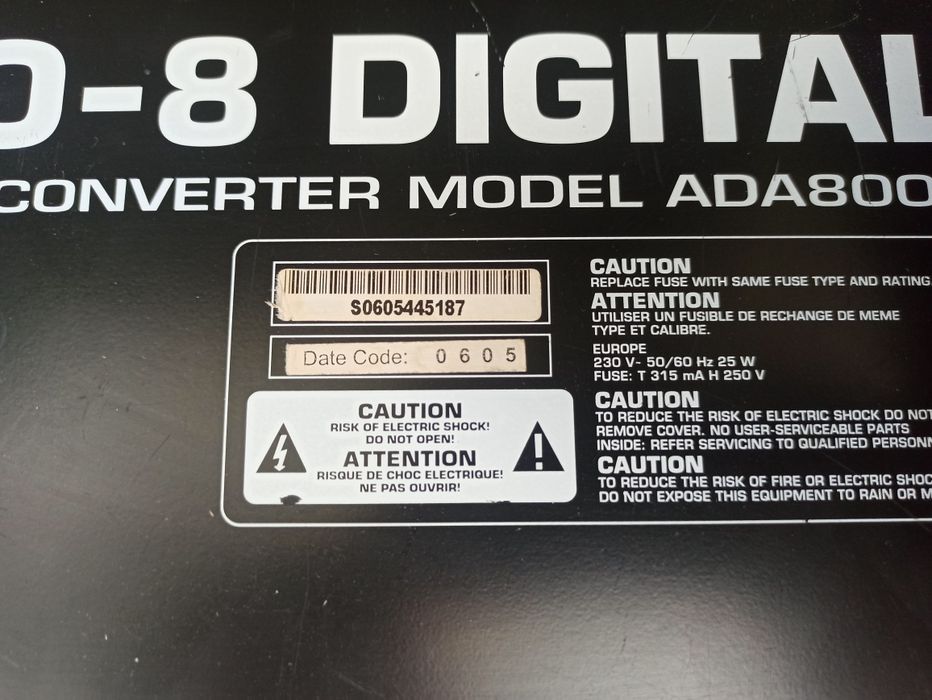 O-8 DIGITAL
CONVERTER MODEL ADA800
S0605445187
Date Code: 0605
CAUTION
RISK OF ELECTRIC SHOCK!
DO NOT OPEN!
ATTENTION
RISQUE DE CHOC ELECTRIQUE!
NE PAS OUVRIR!
CAUTION
REPLACE FUSE WITH SAME FUSE TYPE AND RATING
ATTENTION
UTILISER UN FUSIBLE DE RECHANGE DE MEME
TYPE ET CALIBRE.
EUROPE
230 V~ 50/60 Hz 25 W
FUSE: T 315 mA H 250 V
CAUTION
TO REDUCE THE RISK OF ELECTRIC SHOCK DO NOT
REMOVE COVER. NO USER-SERVICEABLE PARTS
INSIDE: REFER SERVICING TO QUALIFIED PERSONN
CAUTION
TO REDUCE THE RISK OF FIRE OR ELECTRIC SHOC
DO NOT EXPOSE THIS EQUIPMENT TO RAIN OR M